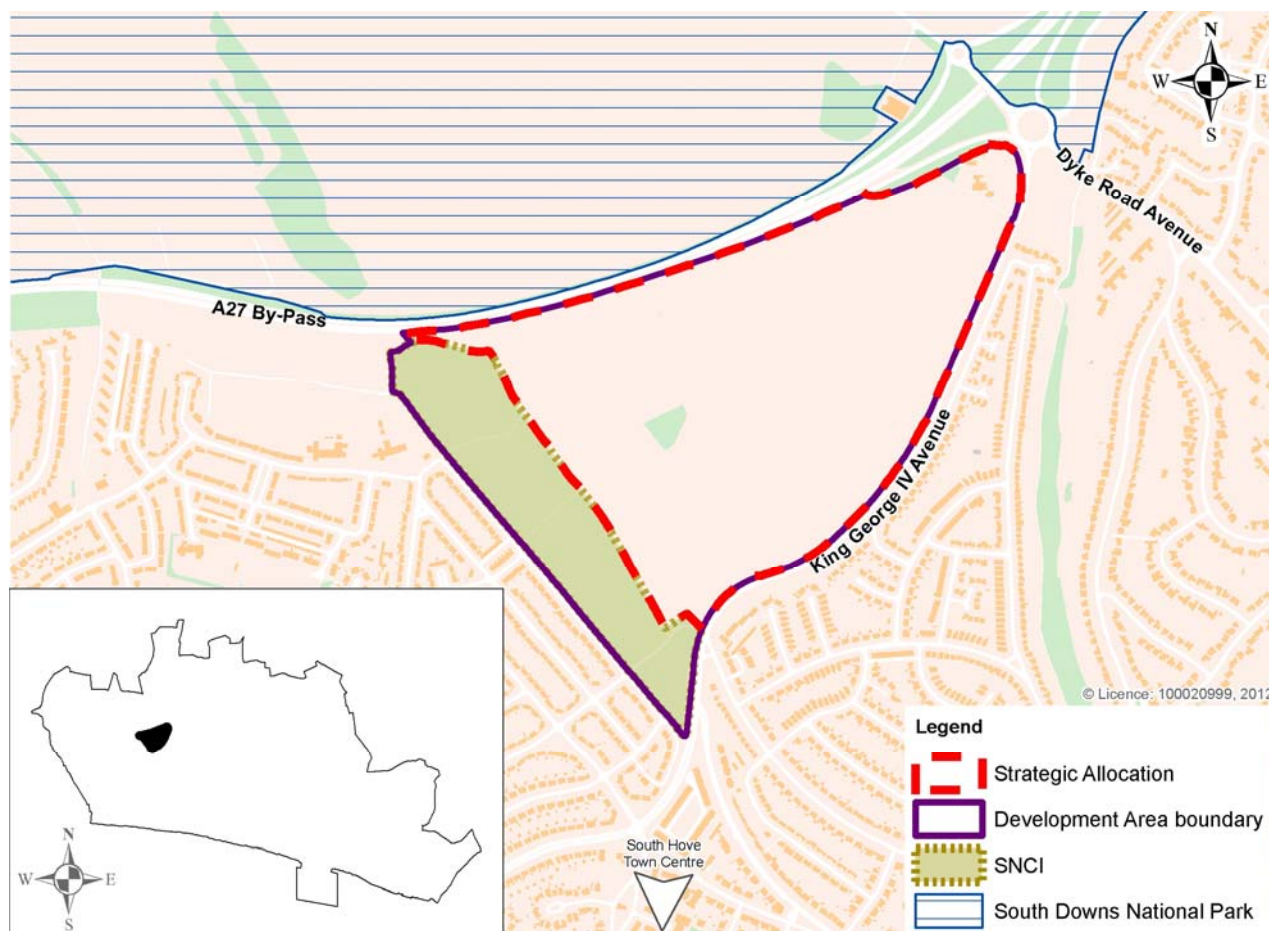 N
W E
S
Dyke Road Avenue
A27 By-Pass
King George IV Avenue
© Licence: 100020999, 2012
Legend
Strategic Allocation
Development Area boundary
SNCI
South Downs National Park
South Hove
Town Centre
N
W E
S